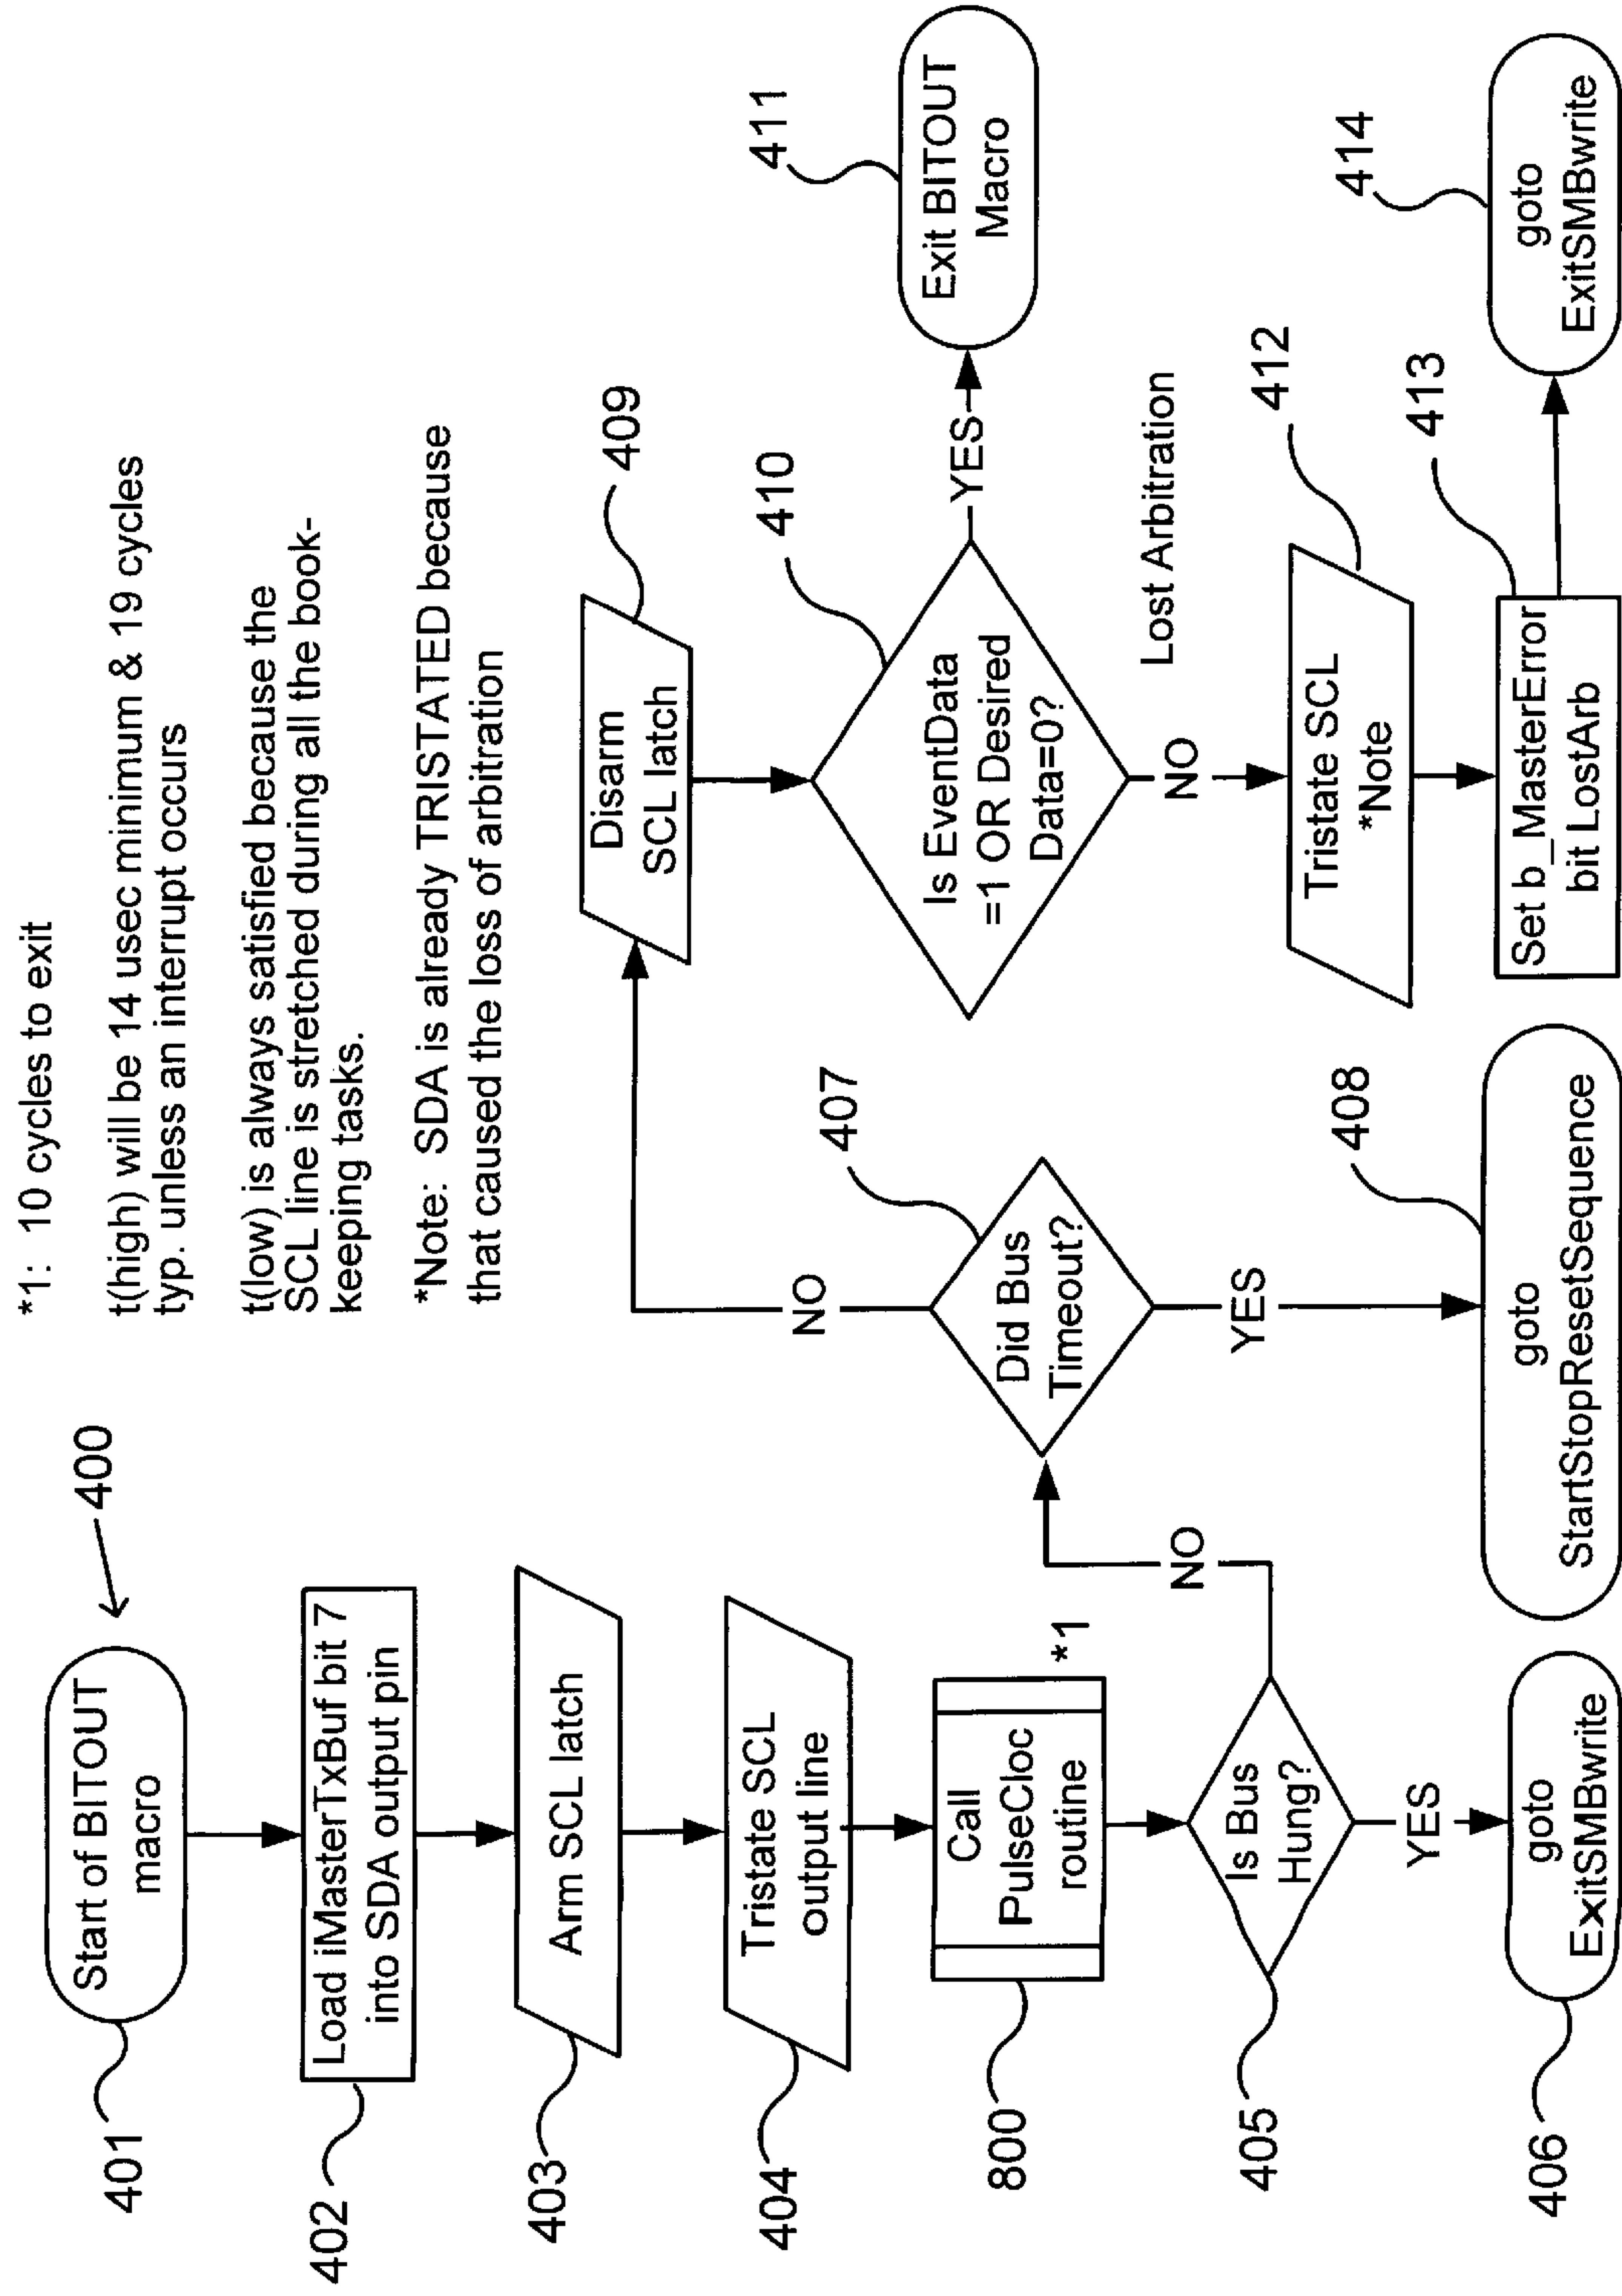 *1: 10 cycles to exit
t(high) will be 14 usec minimum & 19 cycles
typ. unless an interrupt occurs
t(low) is always satisfied because the
SCL line is stretched during all the book-
keeping tasks.
*Note: SDA is already TRISTATED because
that caused the loss of arbitration
400
Start of BITOUT
macro
401
Load iMasterTxBuf bit 7
into SDA output pin
402
Arm SCL latch
403
Tristate SCL
output line
404
Call
PulseCloc
routine
*1
800
Is Bus
Hung?
405
NO
YES
goto
ExitSMBwrite
406
Did Bus
Timeout?
407
NO
YES
goto
StartStopResetSequence
408
Disarm
SCL latch
409
Is EventData
=1 OR Desired
Data=0?
410
YES
Exit BITOUT
Macro
411
NO
Lost Arbitration
Tristate SCL
*Note
412
Set b_MasterError
bit LostArb
413
goto
ExitSMBwrite
414